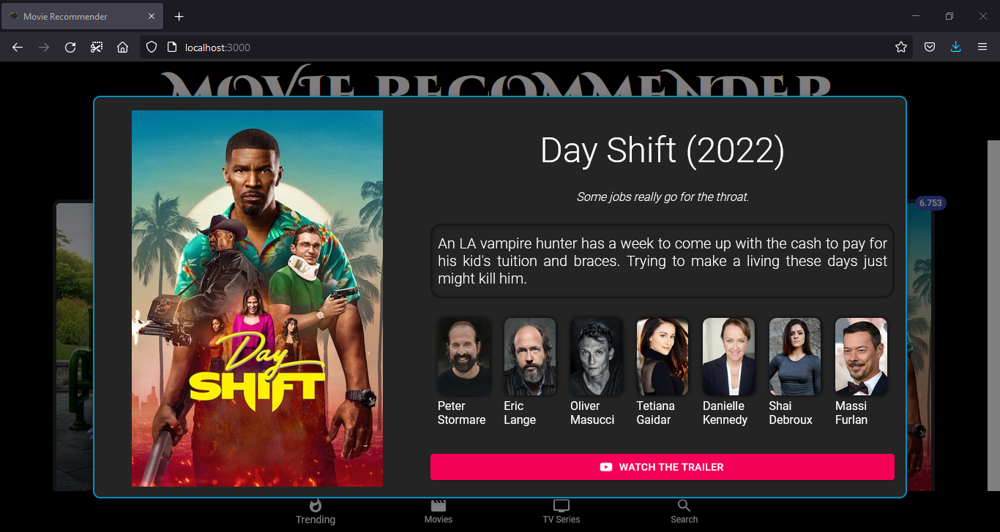 Movie Recommender
localhost:3000
MOVIE RECOMMENDER
6.753
Day
SHIFT
Day Shift (2022)
Some jobs really go for the throat.
An LA vampire hunter has a week to come up with the cash to pay for
his kid's tuition and braces. Trying to make a living these days just
might kill him.
Peter
Stormare
Eric
Lange
Oliver
Masucci
Tetiana
Gaidar
Danielle
Kennedy
Shai
Debroux
Massi
Furlan
WATCH THE TRAILER
Trending
Movies
TV Series
Search